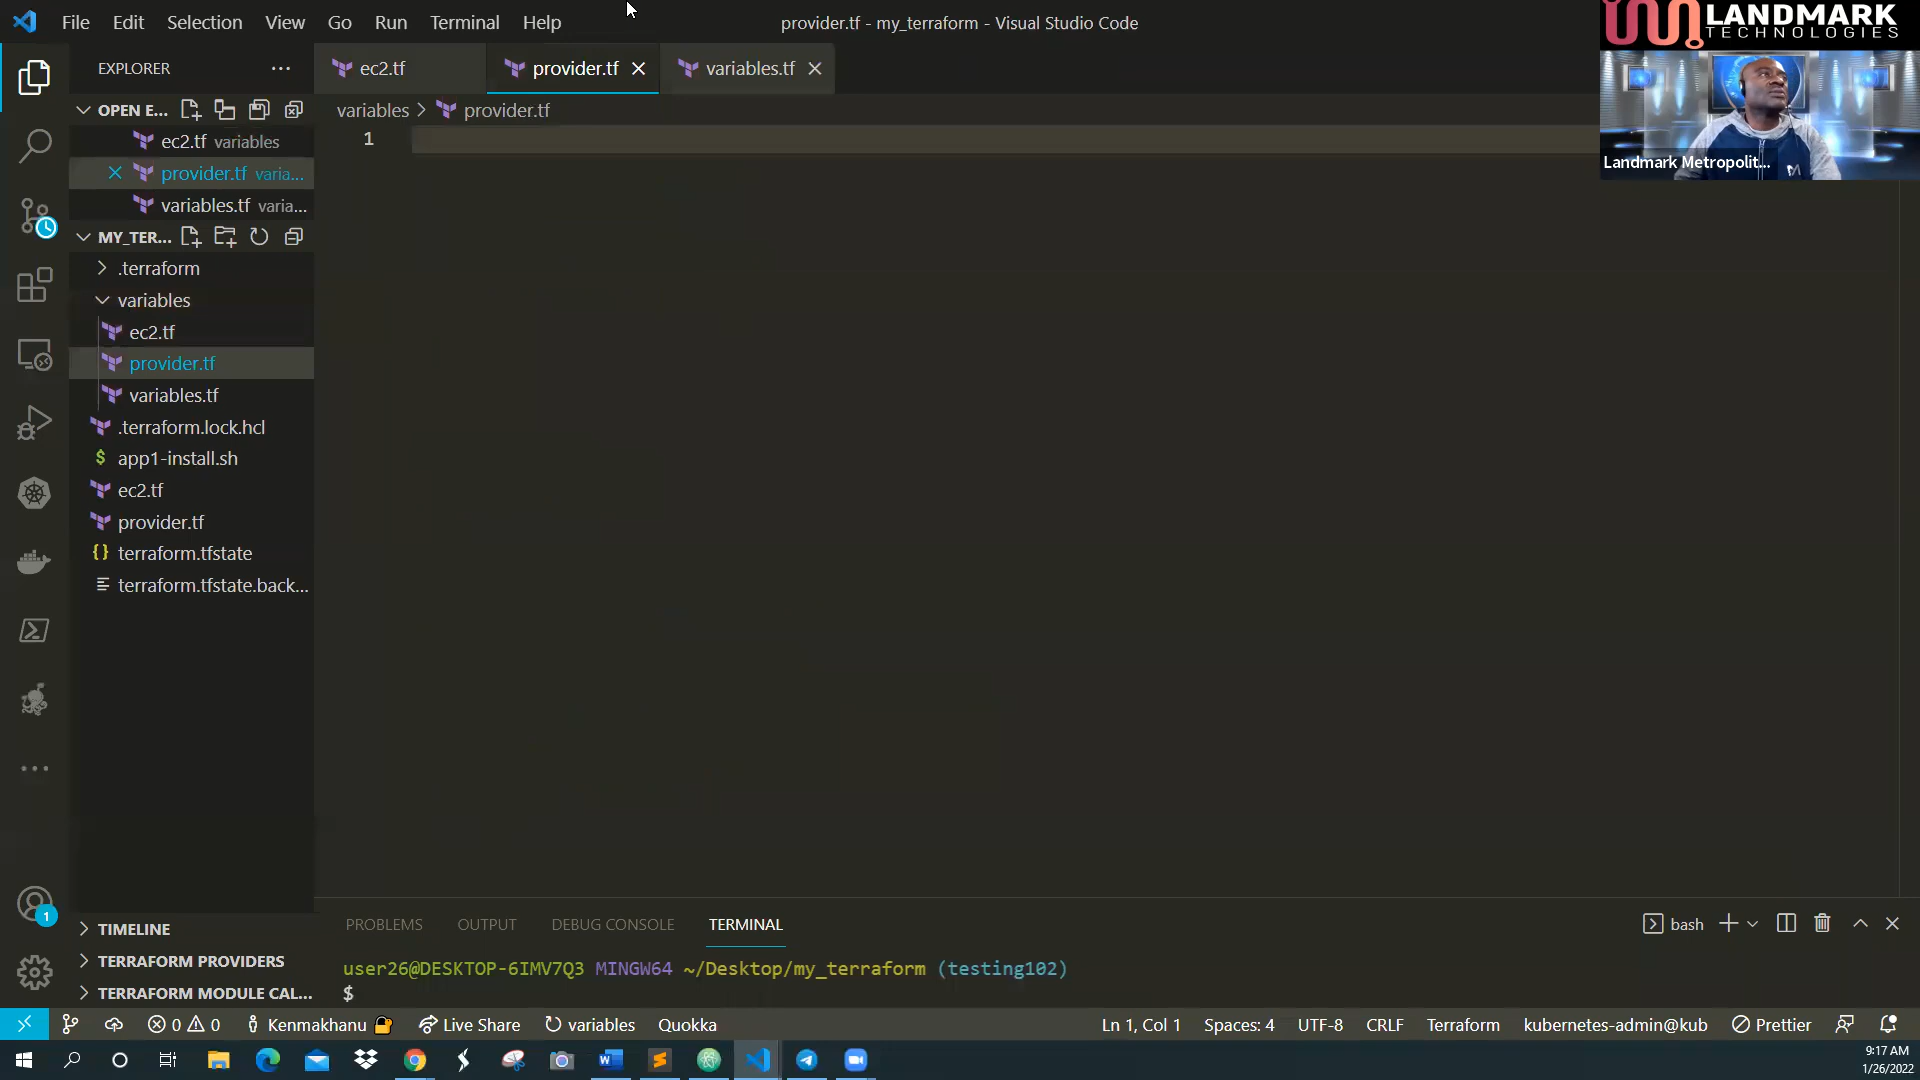 File Edit Selection View Go Run Terminal Help
provider.tf - my_terraform - Visual Studio Code
LANDMARK
TECHNOLOGIES
EXPLORER
ec2.tf
provider.tf
variables.tf
OPEN E...
variables > provider.tf
1
ec2.tf variables
provider.tf varia...
variables.tf varia...
Landmark Metropolit...
MY_TER...
.terraform
variables
ec2.tf
provider.tf
variables.tf
.terraform.lock.hcl
$ app1-install.sh
ec2.tf
provider.tf
{} terraform.tfstate
terraform.tfstate.back...
TIMELINE
TERRAFORM PROVIDERS
TERRAFORM MODULE CAL...
1
PROBLEMS OUTPUT DEBUG CONSOLE TERMINAL
bash
user26@DESKTOP-6IMV7Q3 MINGW64 ~/Desktop/my_terraform (testing102)
$
0 0 Kenmakhanu Live Share variables Quokka
Ln 1, Col 1 Spaces: 4 UTF-8 CRLF Terraform kubernetes-admin@kub Prettier
9:17 AM
1/26/2022